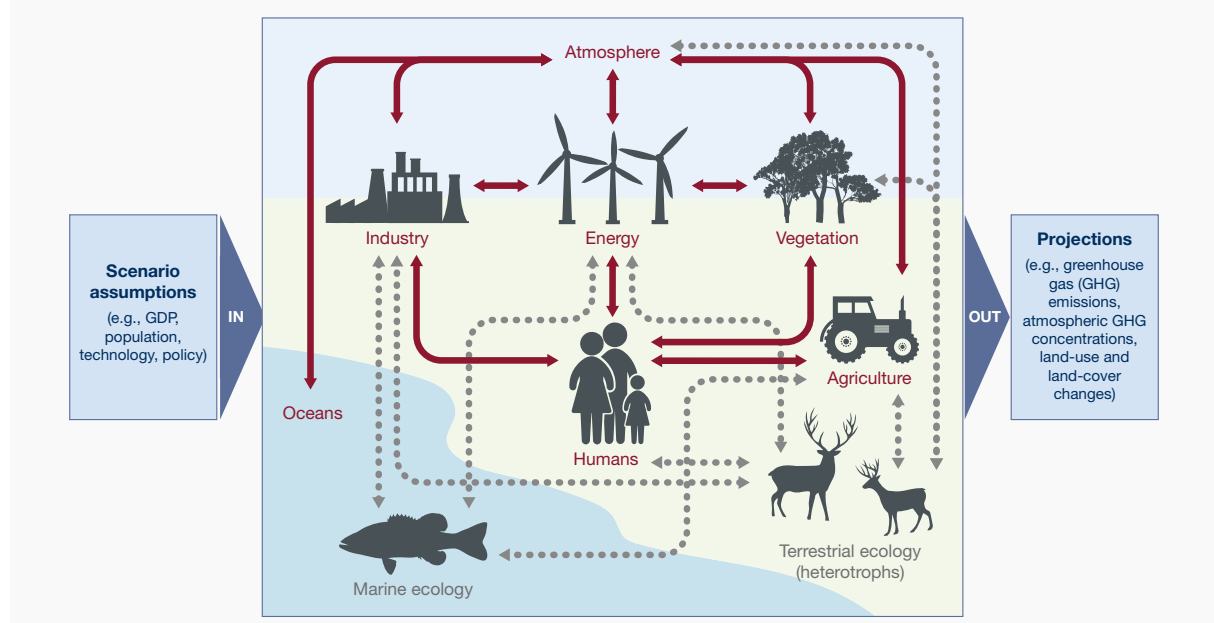 Atmosphere
Industry
Energy
Vegetation
Scenario
assumptions
(e.g., GDP,
population,
technology, policy)
IN
OUT
Projections
(e.g., greenhouse
gas (GHG)
emissions,
atmospheric GHG
concentrations,
land-use and
land-cover
changes)
Agriculture
Oceans
Humans
Terrestrial ecology
(heterotrophs)
Marine ecology